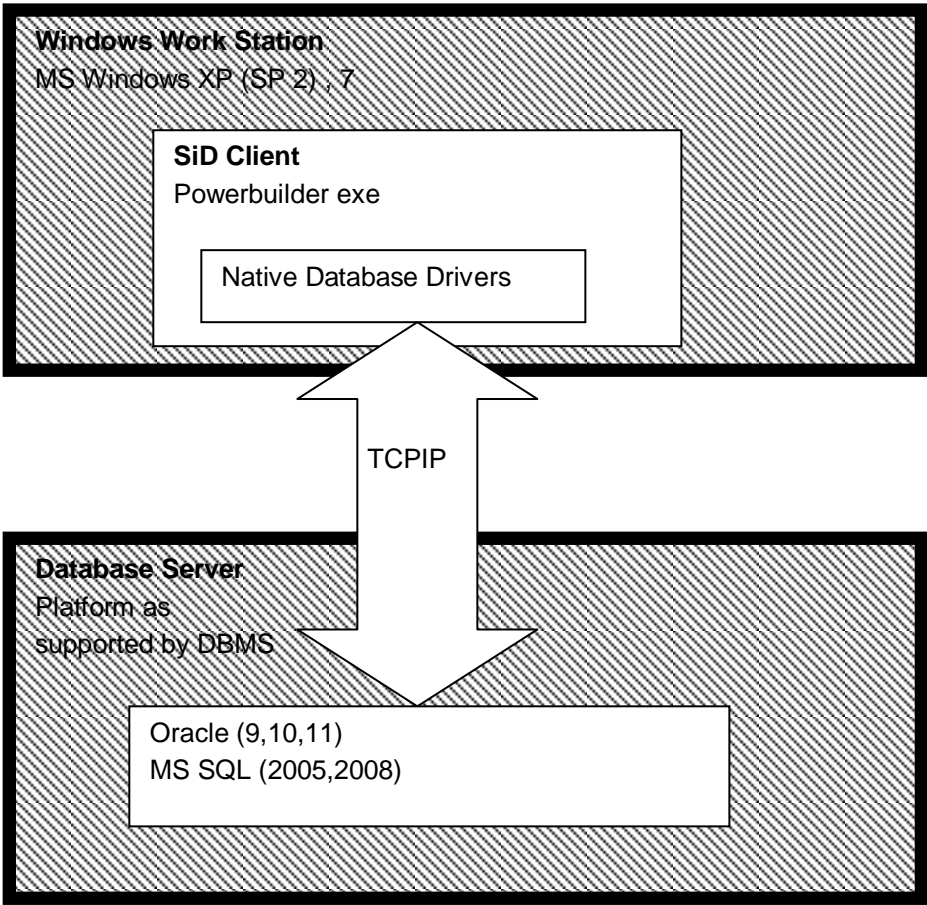 Windows Work Station
MS Windows XP (SP 2) , 7
SiD Client
Powerbuilder exe
Native Database Drivers
TCPIP
Database Server
Platform as
supported by DBMS
Oracle (9,10,11)
MS SQL (2005,2008)